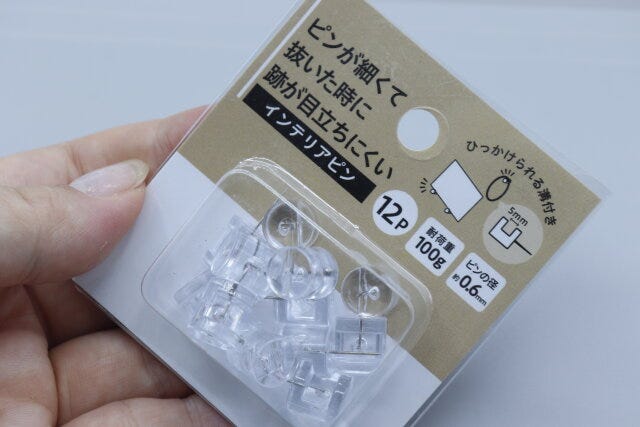 ピンが細くて
抜いた時に
跡が目立ちにくい
インテリアピン
12P
耐荷重
100g
ピンの径
約0.6mm
ひっかけられる溝付き
5mm